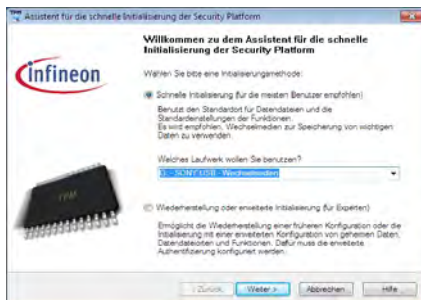 Assistent für die schnelle Initialisierung der Security Platform
Willkommen zu dem Assistent für die schnelle
Initialisierung der Security Platform
infineon
Wählen Sie bitte eine Initialisierungsmethode:
Schnelle Initialisierung (für die meisten Benutzer empfohlen)
Benutzt den Standardort für Datendateien und die
Standardeinstellungen der Funktionen.
Es wird empfohlen, Wechselmedien zur Speicherung von wichtigen
Daten zu verwenden.
Welches Laufwerk wollen Sie benutzen?
G: - SONY USB - Wechselmedien
TPM
Wiederherstellung oder erweiterte Initialisierung (für Experten)
Ermöglicht die Wiederherstellung einer früheren Konfiguration oder die
Initialisierung mit einer erweiterten Konfiguration von geheimen Daten,
Datendateiorten und Funktionen. Dafür muss die erweiterte
Authentifizierung konfiguriert werden.
< Zurück Weiter > Abbrechen Hilfe